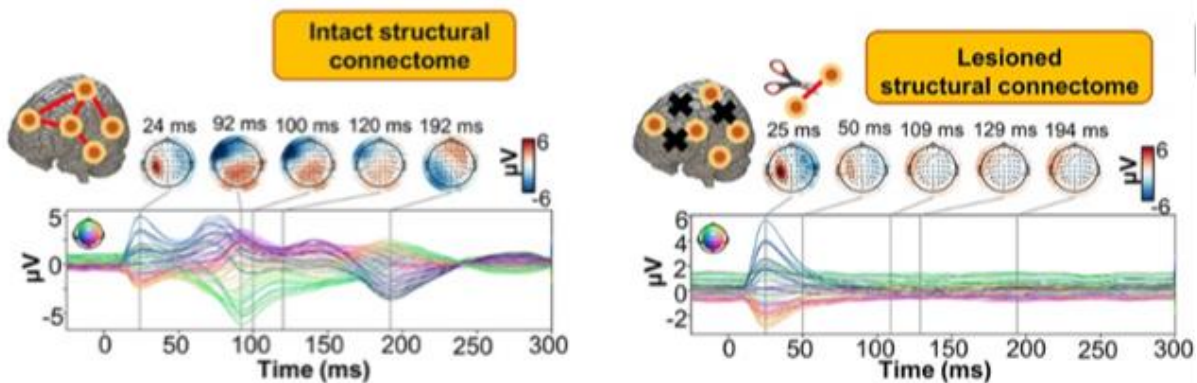 Intact structural
connectome
24 ms 92 ms 100 ms 120 ms 192 ms
6
μV
-6
5
0
-5
μV
0 50 100 150 200 250 300
Time (ms)
Lesioned
structural connectome
25 ms 50 ms 109 ms 129 ms 194 ms
6
μV
-6
6
4
2
0
-2
μV
0 50 100 150 200 250 300
Time (ms)